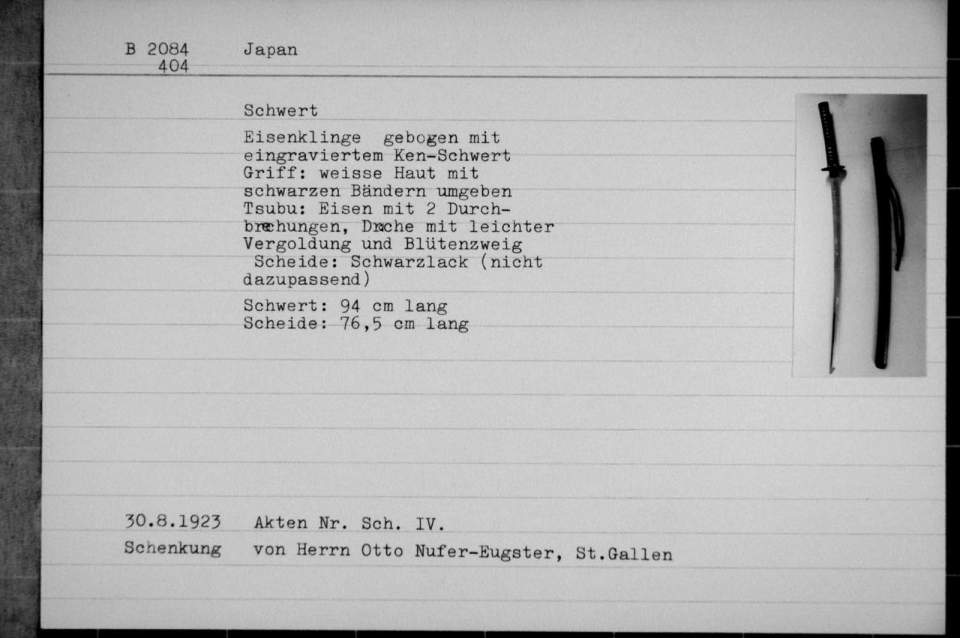 B 2084 Japan
404
Schwert
Eisenklinge gebogen mit
eingraviertem Ken-Schwert
Griff: weisse Haut mit
schwarzen Bändern umgeben
Tsubu: Eisen mit 2 Durch-
brechungen, Drache mit leichter
Vergoldung und Blütenzweig
Scheide: Schwarzlack (nicht
dazupassend)
Schwert: 94 cm lang
Scheide: 76,5 cm lang
30.8.1923 Akten Nr. Sch. IV.
Schenkung von Herrn Otto Nufer-Eugster, St.Gallen